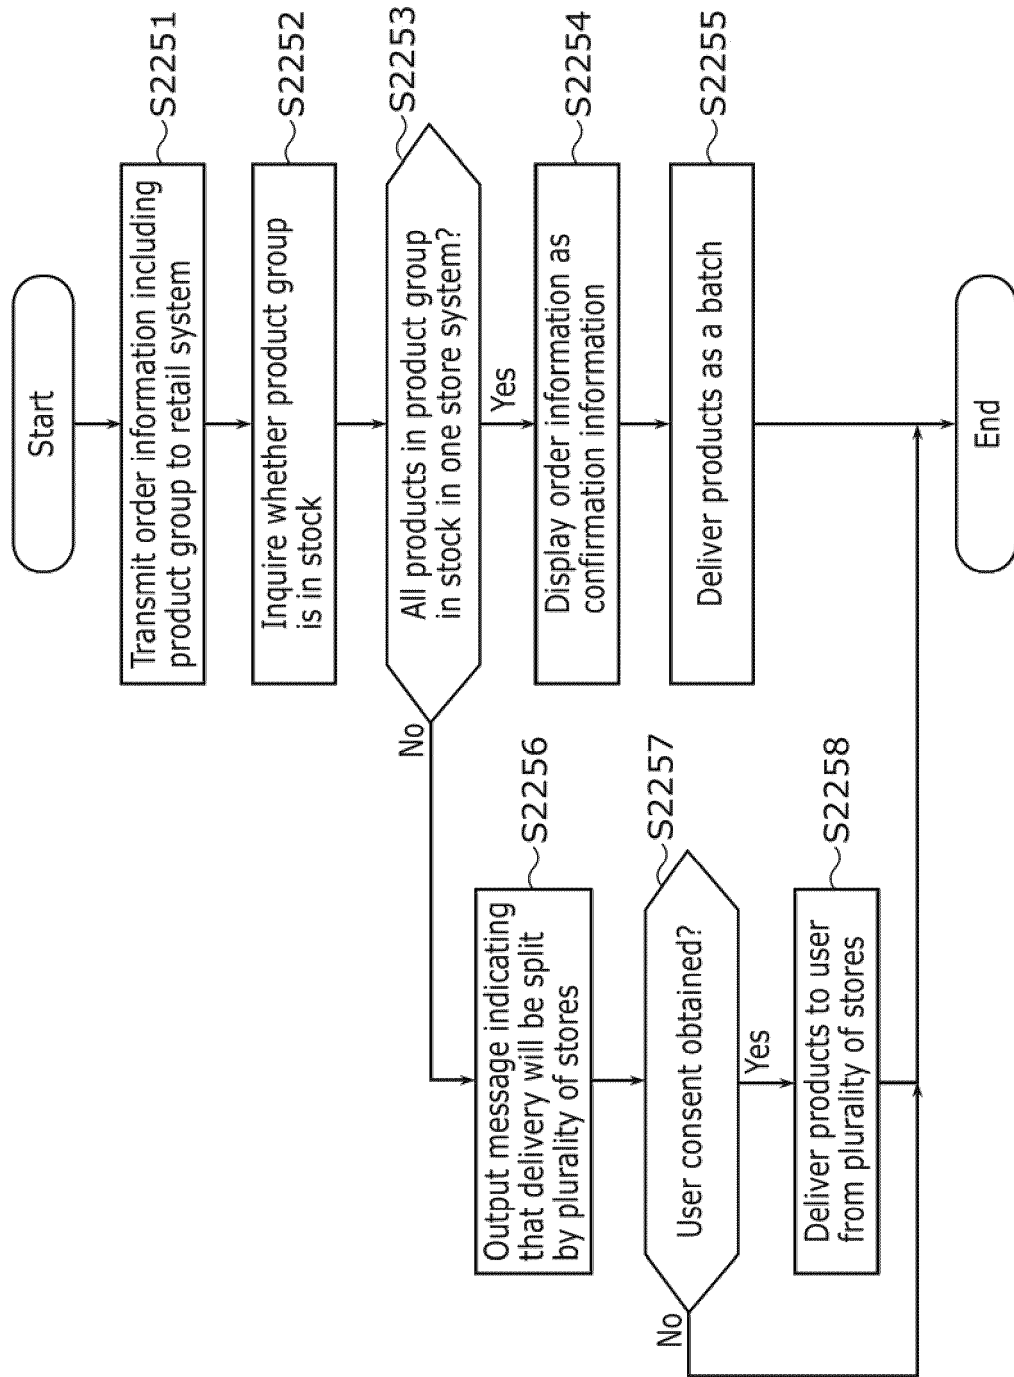 Start
Transmit order information including
product group to retail system
S2251
Inquire whether product group
is in stock
S2252
All products in product group
in stock in one store system?
S2253
No
Yes
Display order information as
confirmation information
S2254
Deliver products as a batch
S2255
Output message indicating
that delivery will be split
by plurality of stores
S2256
User consent obtained?
S2257
No
Yes
Deliver products to user
from plurality of stores
S2258
End